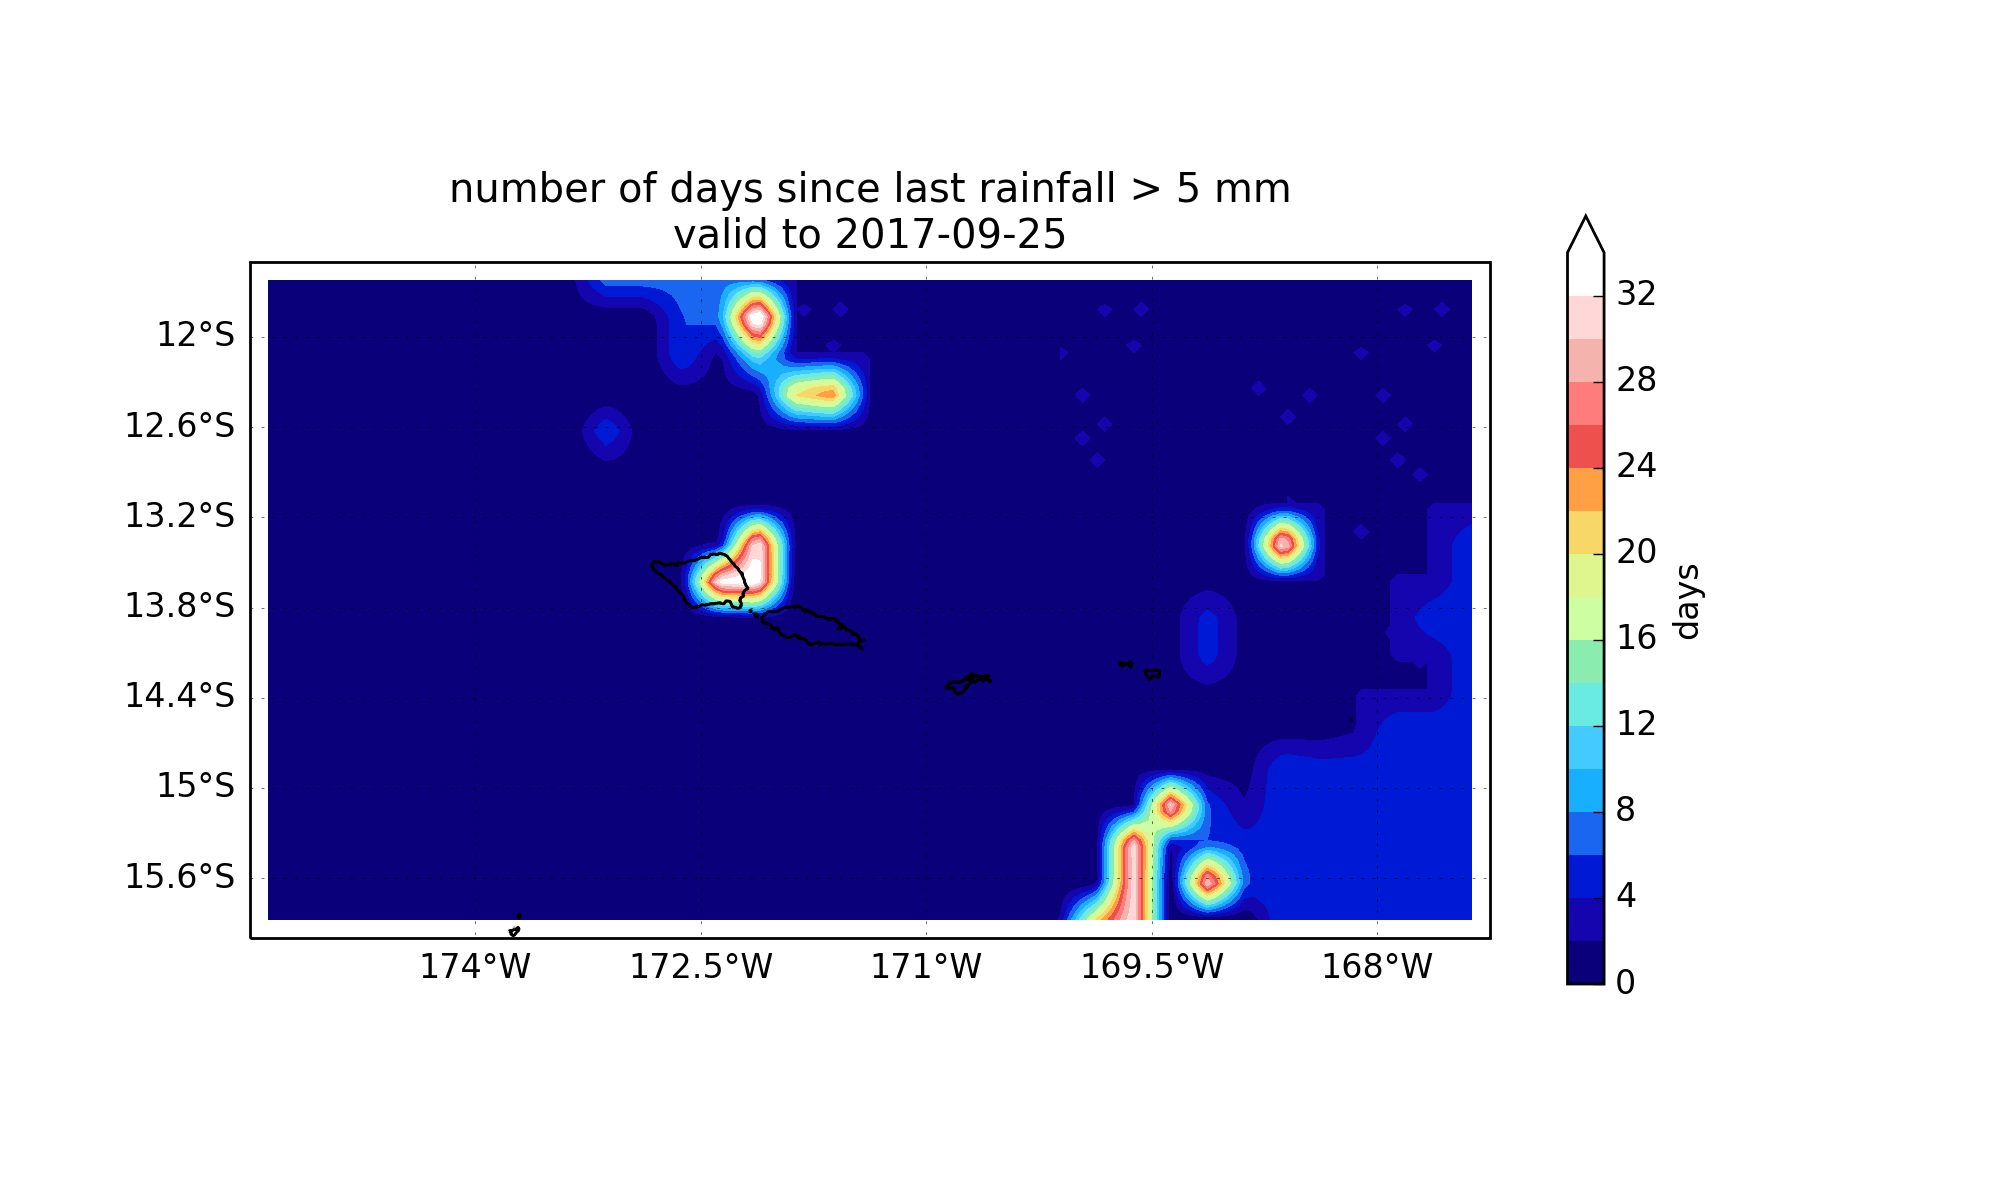 number of days since last rainfall > 5 mm
valid to 2017-09-25
12°S
12.6°S
13.2°S
13.8°S
14.4°S
15°S
15.6°S
174°W 172.5°W 171°W 169.5°W 168°W
32
28
24
20
16
12
8
4
0
days